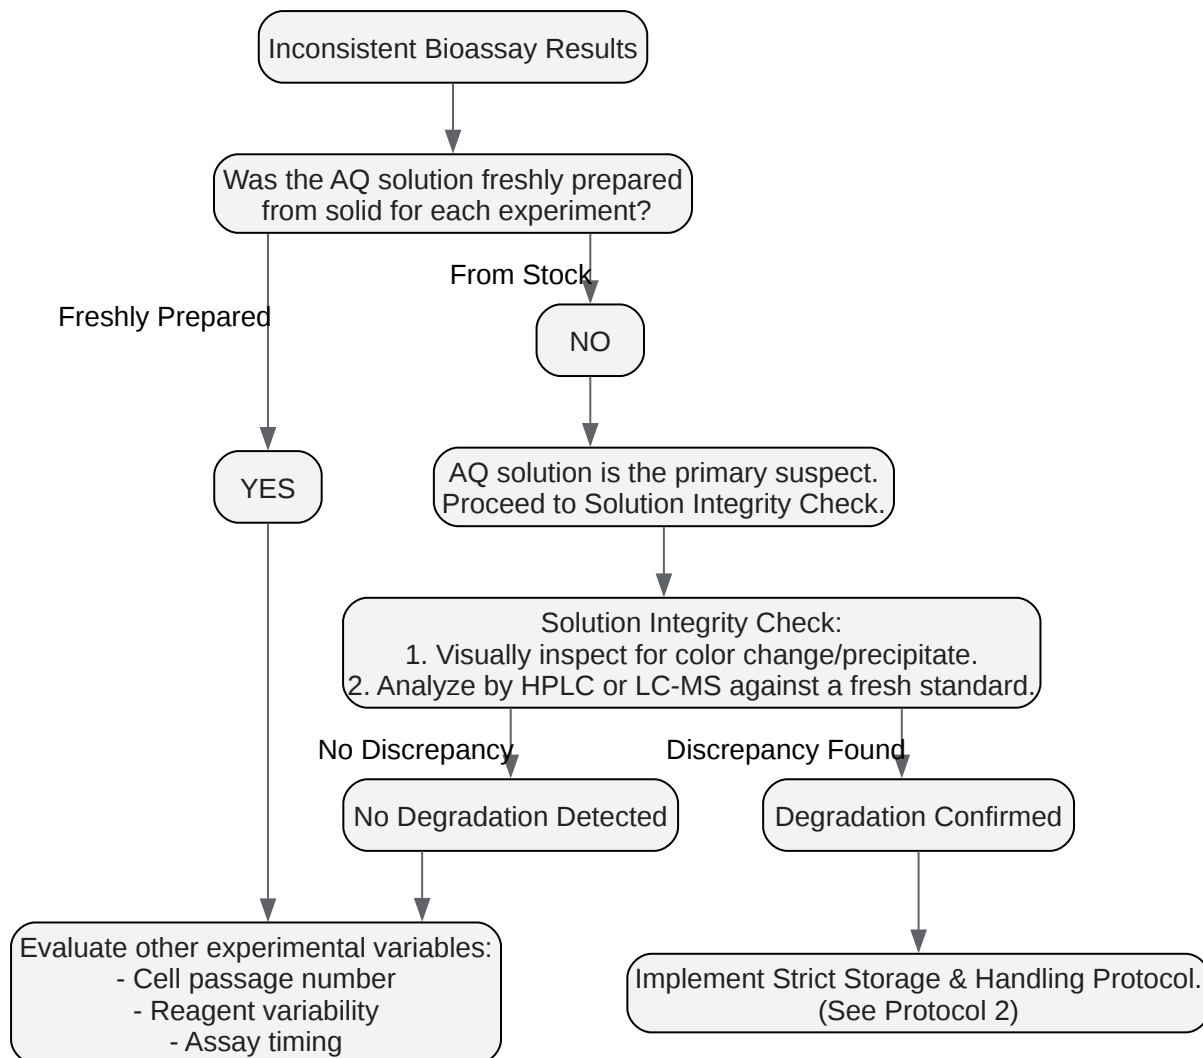 Inconsistent Bioassay Results
Was the AQ solution freshly prepared
from solid for each experiment?
From Stock
Freshly Prepared
NO
YES
AQ solution is the primary suspect.
Proceed to Solution Integrity Check.
Solution Integrity Check:
1. Visually inspect for color change/precipitate.
2. Analyze by HPLC or LC-MS against a fresh standard.
No Discrepancy
Discrepancy Found
No Degradation Detected
Degradation Confirmed
Evaluate other experimental variables:
- Cell passage number
- Reagent variability
- Assay timing
Implement Strict Storage & Handling Protocol.
(See Protocol 2)